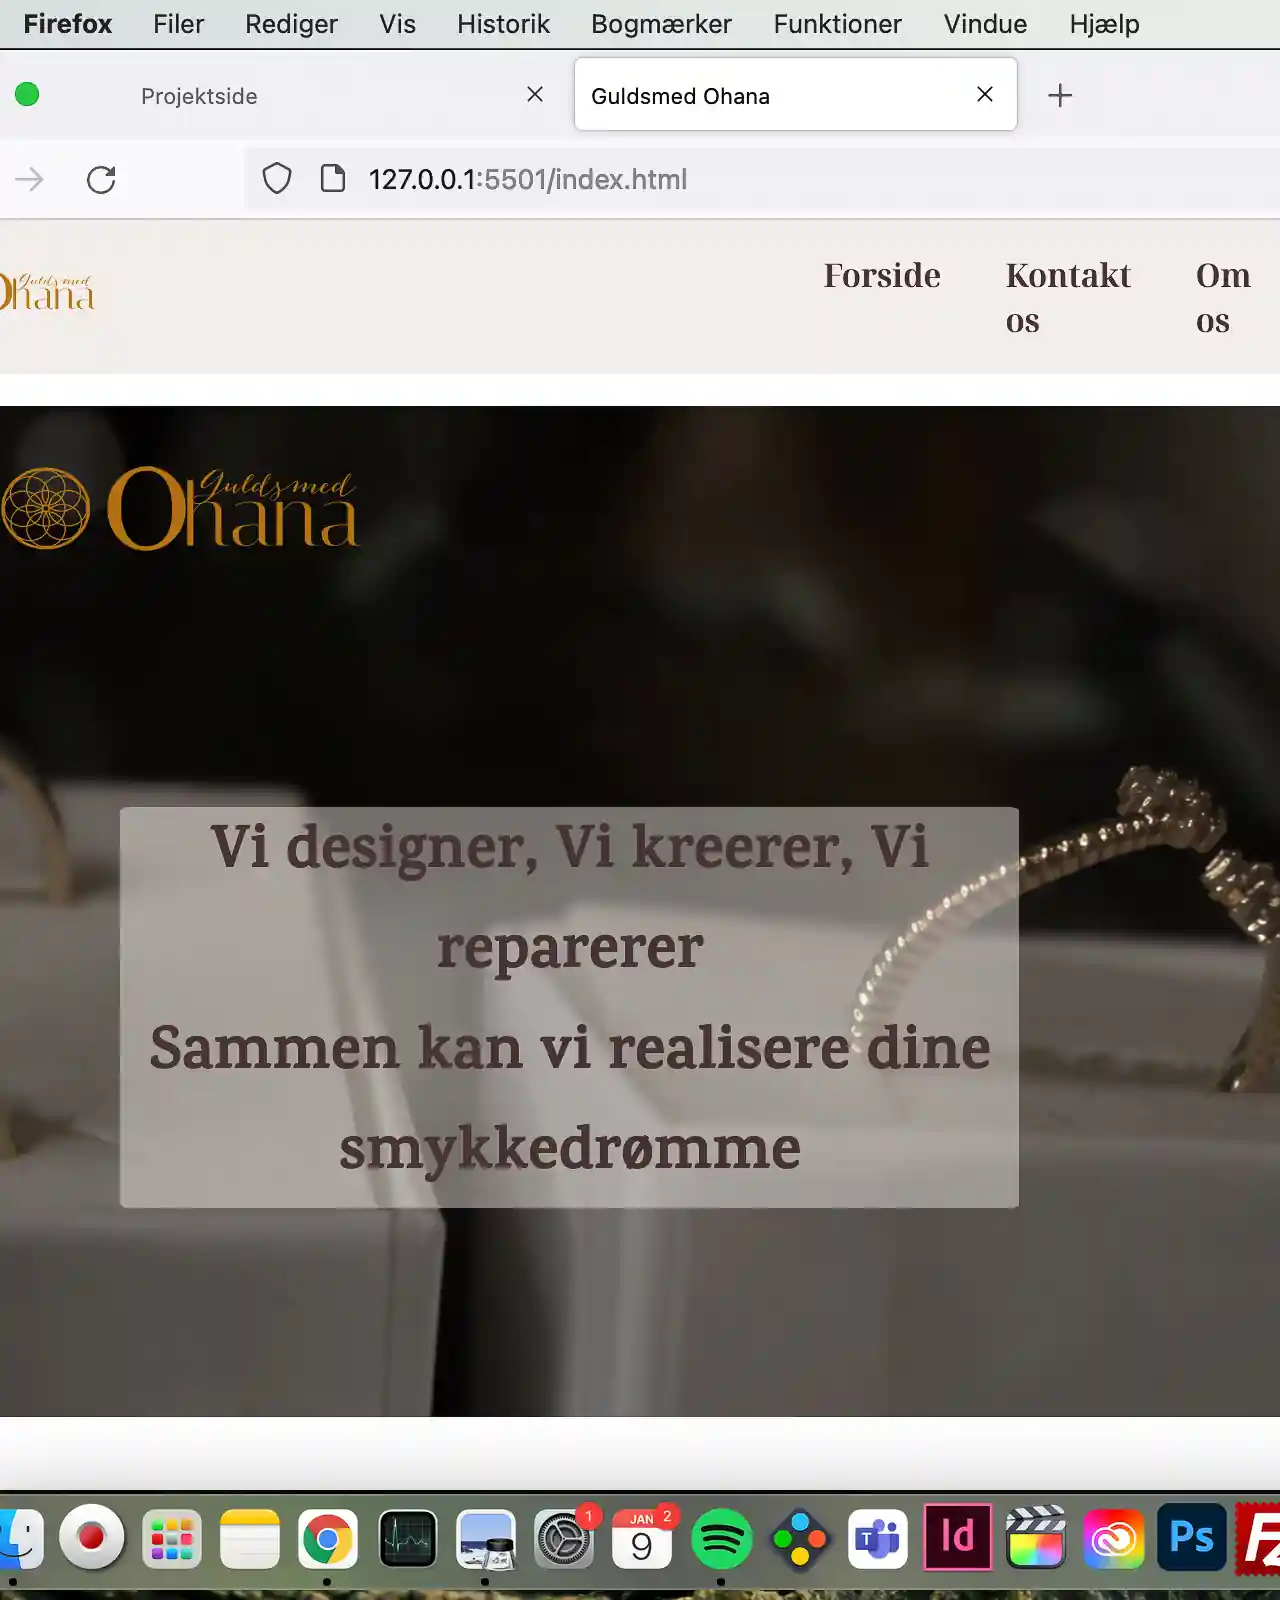 Firefox Filer Rediger Vis Historik Bogmærker Funktioner Vindue Hjælp
Projektside
Guldsmed Ohana
127.0.0.1:5501/index.html
Guldsmed
Ohana
Forside
Kontakt
os
Om
os
Guldsmed
Ohana
Vi designer, Vi kreerer, Vi
reparerer
Sammen kan vi realisere dine
smykkedrømme
1
JAN 2
9
T
Id
Ps